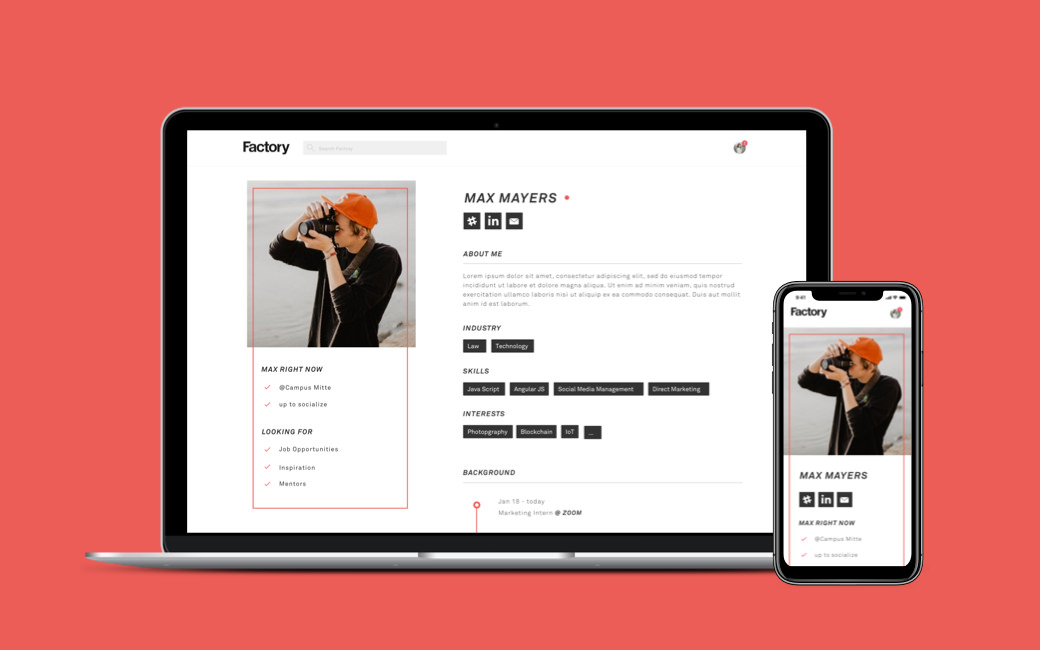 Factory
Search Factory
MAX MAYERS
in
ABOUT ME
Lorem ipsum dolor sit amet, consectetur adipiscing elit, sed do eiusmod tempor
incididunt ut labore et dolore magna aliqua. Ut enim ad minim veniam, quis nostrud
exercitation ullamco laboris nisi ut aliquip ex ea commodo consequat. Duis aut mollit
anim id est laborum.
INDUSTRY
Law Technology
SKILLS
Java Script Angular JS Social Media Management Direct Marketing
INTERESTS
Photopgraphy Blockchain IoT ...
BACKGROUND
Jan 18 - today
Marketing Intern @ ZOOM
MAX RIGHT NOW
@Campus Mitte
up to socialize
LOOKING FOR
Job Opportunities
Inspiration
Mentors
9:41
Factory
MAX MAYERS
in
MAX RIGHT NOW
@Campus Mitte
up to socialize